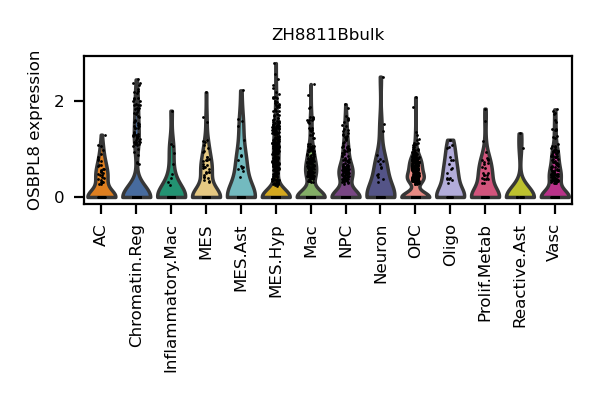 ZH8811Bbulk
OSBPL8 expression
2
0
AC
Chromatin.Reg
Inflammatory.Mac
MES
MES.Ast
MES.Hyp
Mac
NPC
Neuron
OPC
Oligo
Prolif.Metab
Reactive.Ast
Vasc